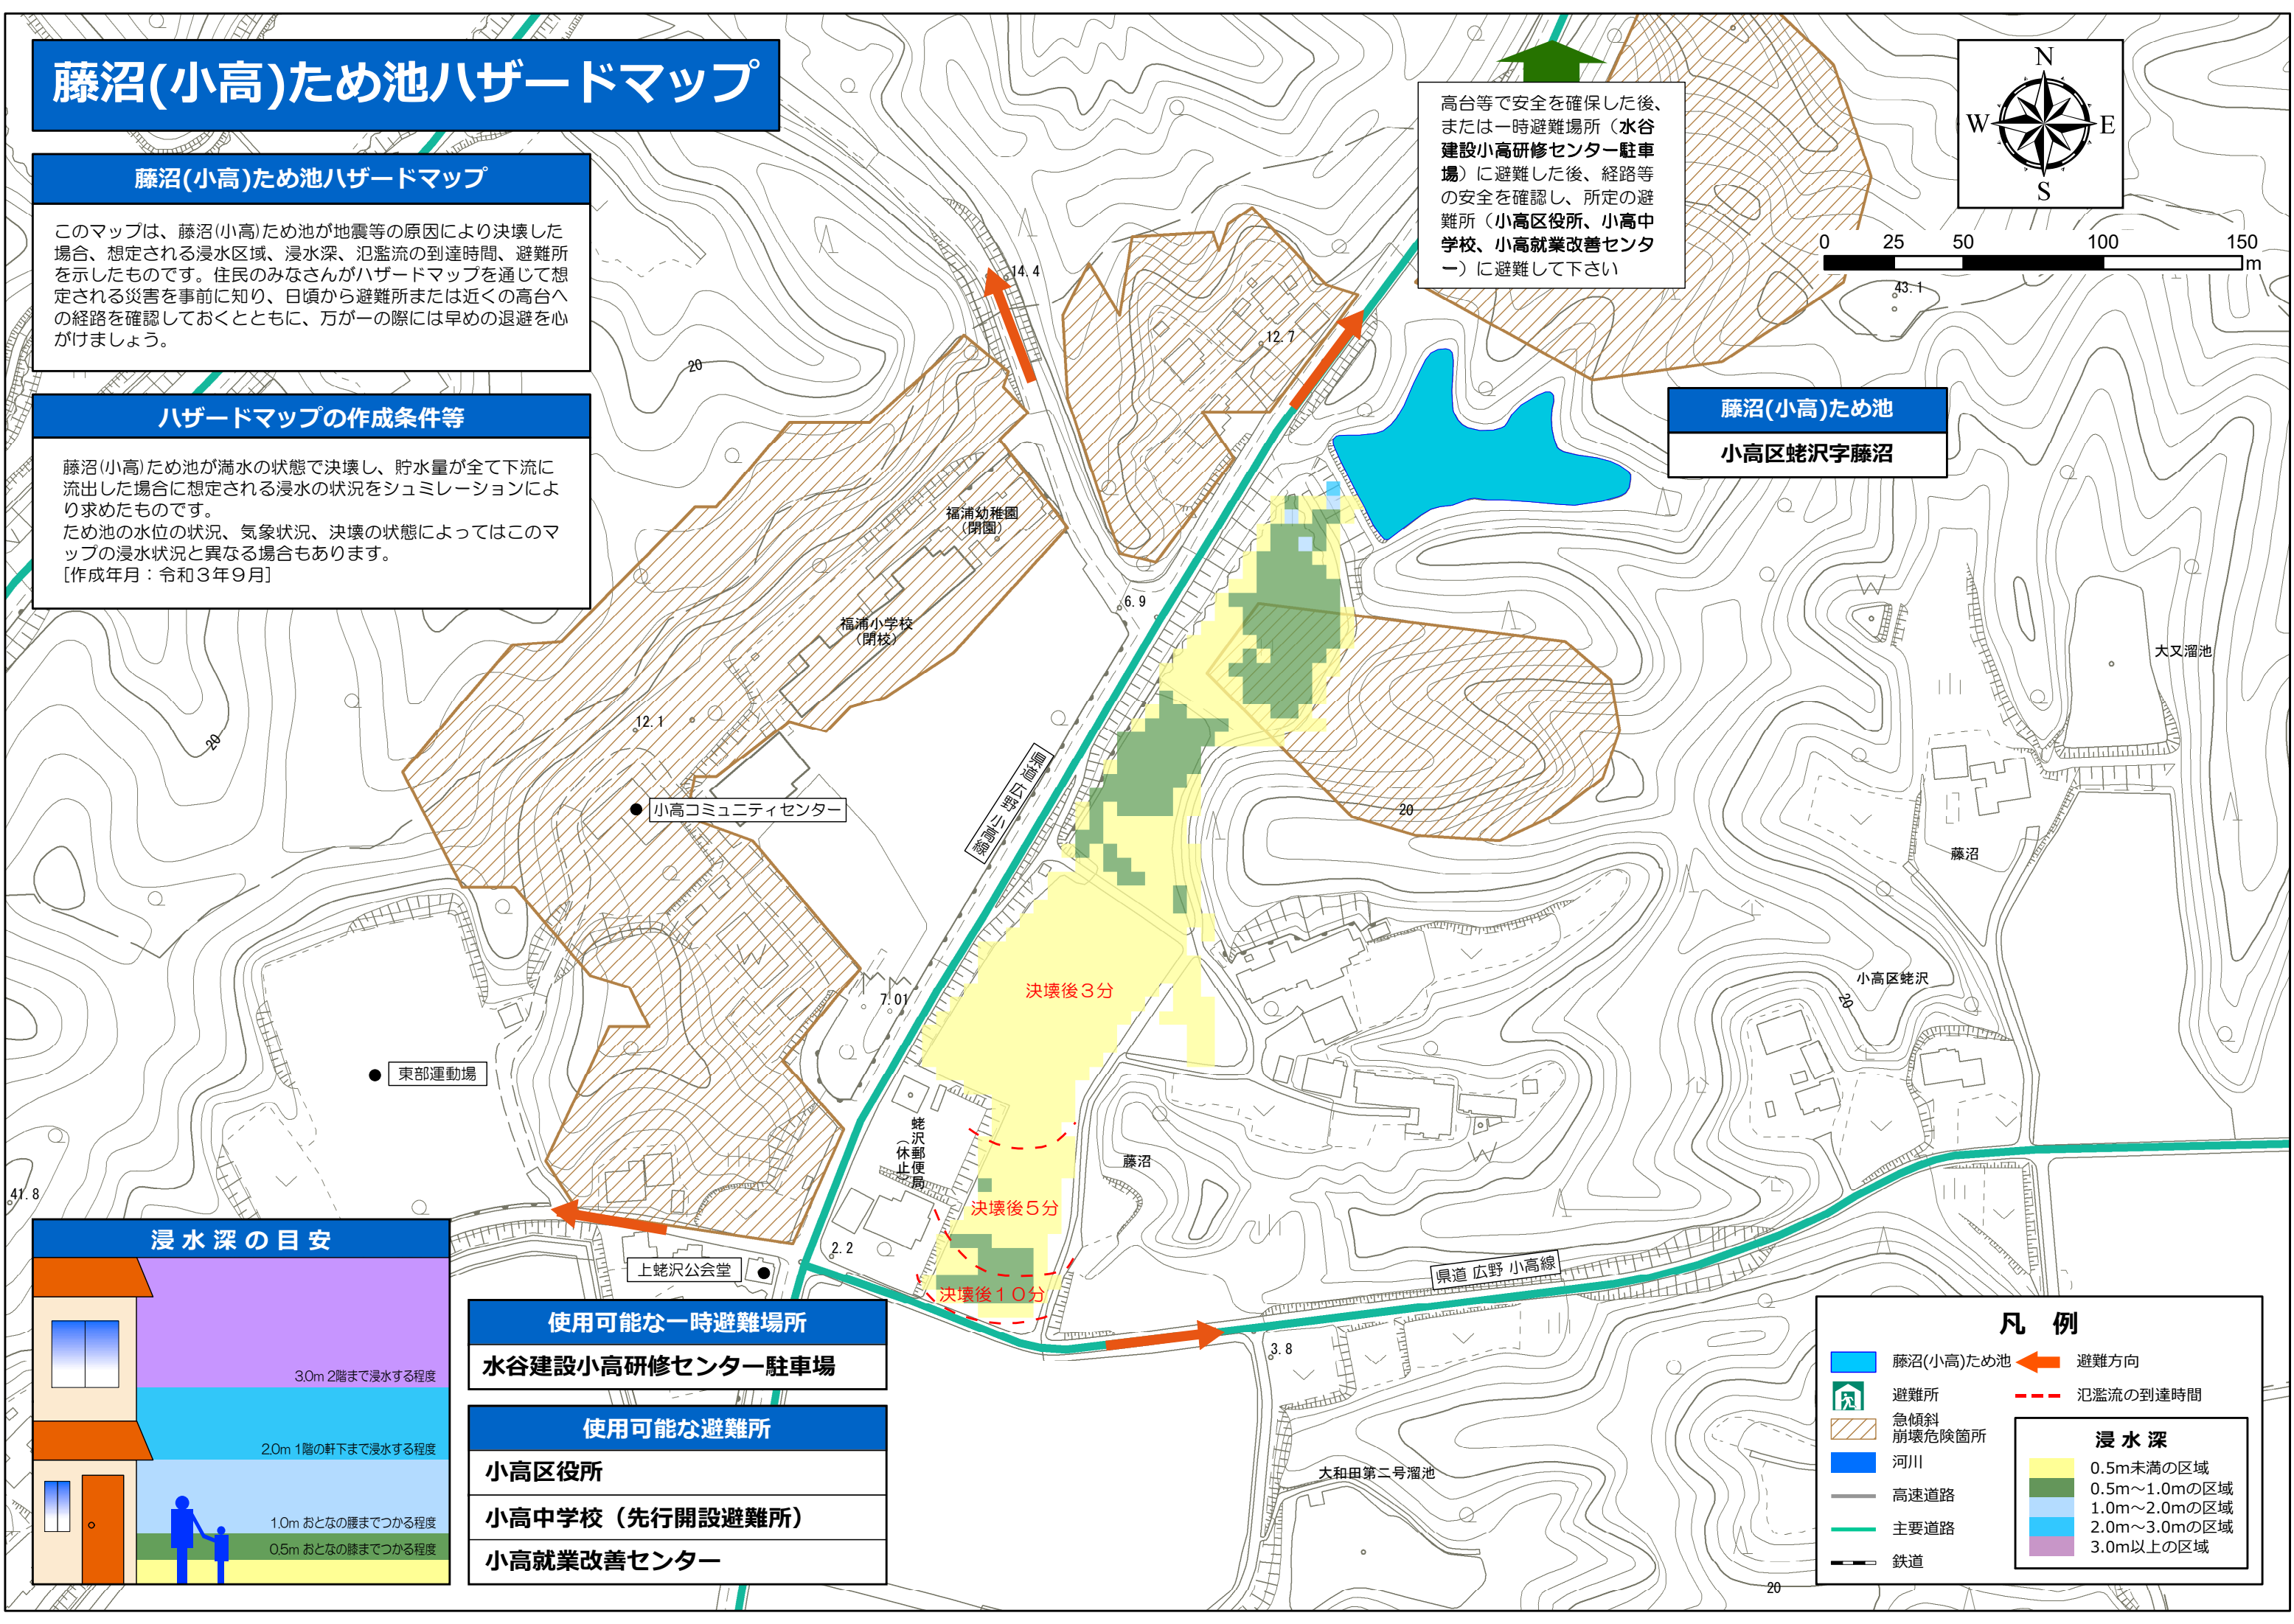 藤沼(小高)ため池ハザードマップ
藤沼(小高)ため池ハザードマップ
このマップは、藤沼(小高)ため池が地震等の原因により決壊した
場合、想定される浸水区域、浸水深、氾濫流の到達時間、避難所
を示したものです。住民のみなさんがハザードマップを通じて想
定される災害を事前に知り、日頃から避難所または近くの高台へ
の経路を確認しておくとともに、万が一の際には早めの退避を心
がけましょう。
ハザードマップの作成条件等
藤沼(小高)ため池が満水の状態で決壊し、貯水量が全て下流に
流出した場合に想定される浸水の状況をシュミレーションによ
り求めたものです。
ため池の水位の状況、気象状況、決壊の状態によってはこのマ
ップの浸水状況と異なる場合もあります。
[作成年月：令和３年９月]
高台等で安全を確保した後、
または一時避難場所（水谷
建設小高研修センター駐車
場）に避難した後、経路等
の安全を確認し、所定の避
難所（小高区役所、小高中
学校、小高就業改善センタ
ー）に避難して下さい
N
W
E
S
0 25 50 100 150
m
43.1
藤沼(小高)ため池
小高区蛯沢字藤沼
14.4
12.7
20
福浦幼稚園
（閉園）
6.9
福浦小学校
（閉校）
大又溜池
12.1
20
県道 広野 小高線
小高コミュニティセンター
20
藤沼
小高区蛯沢
20
決壊後３分
7.01
東部運動場
蛯沢郵便局
（休止）
藤沼
41.8
決壊後５分
2.2
上蛯沢公会堂
決壊後１０分
県道 広野 小高線
3.8
大和田第二号溜池
20
浸水深の目安
3.0m 2階まで浸水する程度
2.0m 1階の軒下まで浸水する程度
1.0m おとなの腰までつかる程度
0.5m おとなの膝までつかる程度
使用可能な一時避難場所
水谷建設小高研修センター駐車場
使用可能な避難所
小高区役所
小高中学校（先行開設避難所）
小高就業改善センター
凡 例
藤沼(小高)ため池
避難方向
避難所
氾濫流の到達時間
急傾斜
崩壊危険箇所
河川
高速道路
主要道路
鉄道
浸水深
0.5m未満の区域
0.5m～1.0mの区域
1.0m～2.0mの区域
2.0m～3.0mの区域
3.0m以上の区域